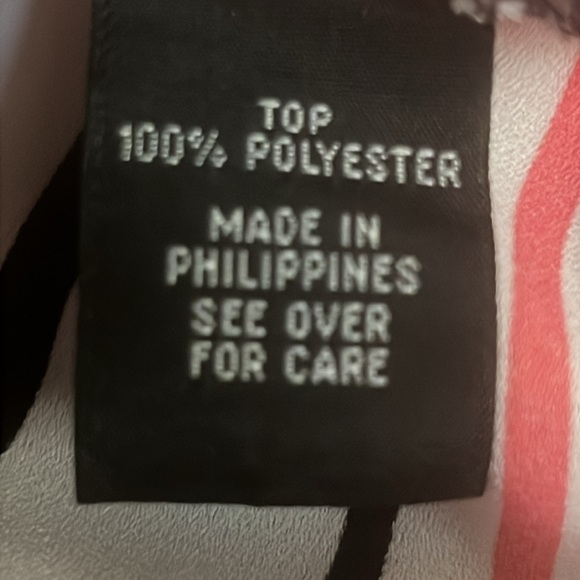 TOP
100% POLYESTER
MADE IN
PHILIPPINES
SEE OVER
FOR CARE